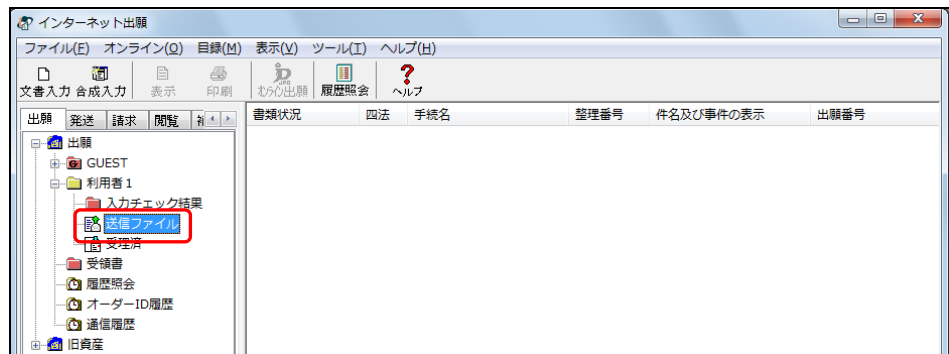 インターネット出願
ファイル(F) オンライン(O) 目録(M) 表示(V) ツール(T) ヘルプ(H)
文書入力 合成入力 表示 印刷 オンライン出願 履歴照会 ヘルプ
出願 発送 請求 閲覧
書類状況 四法 手続名 整理番号 件名及び事件の表示 出願番号
出願
GUEST
利用者1
入力チェック結果
送信ファイル
受理済
受領書
履歴照会
オーダーID履歴
通信履歴
旧資産